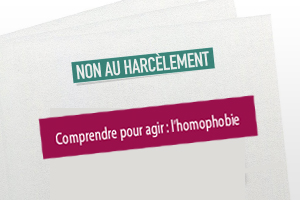 NON AU HARCÈLEMENT
Comprendre pour agir : l'homophobie